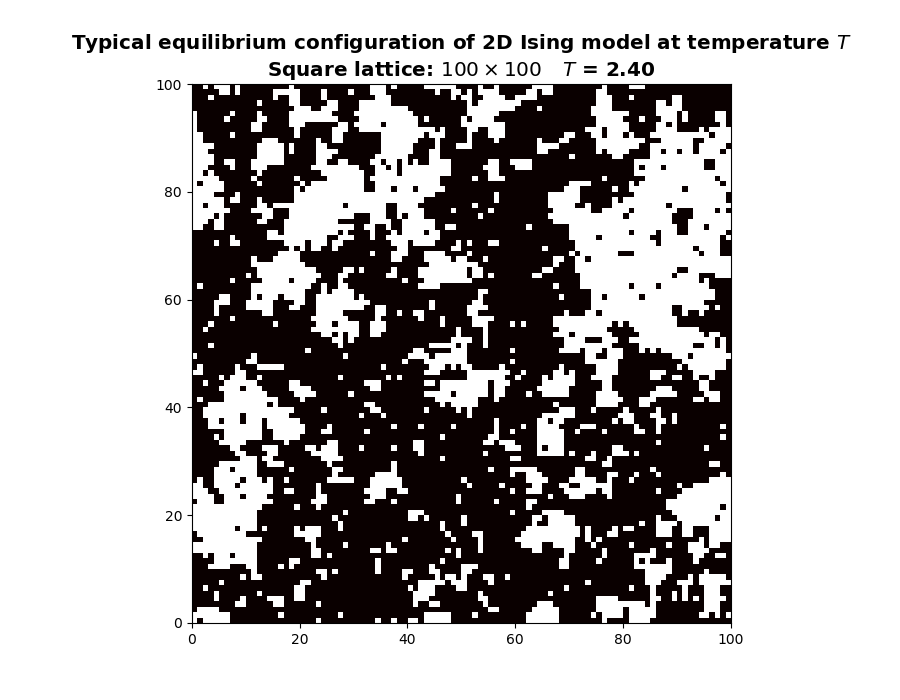 Typical equilibrium configuration of 2D Ising model at temperature T
Square lattice: 100 × 100 T = 2.40
100
80
60
40
20
0
0 20 40 60 80 100